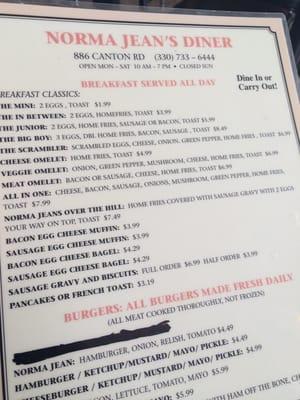 NORMA JEAN'S DINER
886 CANTON RD (330) 733 - 6444
OPEN MON - SAT 10 AM - 7 PM • CLOSED SUN
BREAKFAST SERVED ALL DAY
Dine In or
Carry Out!
BREAKFAST CLASSICS:
THE MINI: 2 EGGS , TOAST $1.99
THE IN BETWEEN: 2 EGGS, HOMEFRIES, TOAST $3.99
THE JUNIOR: 2 EGGS, HOME FRIES, SAUSAGE OR BACON, TOAST
THE BIG BOY: 3 EGGS, DBL HOME FRIES, BACON, SAUSAGE , TOAST $8.49
THE SCRAMBLER: SCRAMBLED EGGS, CHEESE, ONION, GREEN PEPPER, HOME FRIES , TOAST $6.99
CHEESE OMELET: HOME FRIES, TOAST $4.99
VEGGIE OMELET: ONION, GREEN PEPPER, MUSHROOM, CHEESE, HOME FRIES, TOAST $6.99
MEAT OMELET: BACON OR SAUSAGE, CHEESE, HOME FRIES, TOAST $6.99
ALL IN ONE: CHEESE, BACON, SAUSAGE, ONIONS, MUSHROOM, GREEN PEPPER, HOME FRIES,
TOAST $7.99
NORMA JEANS OVER THE HILL: HOME FRIES COVERED WITH SAUSAGE GRAVY WITH 2 EGGS
YOUR WAY ON TOP, TOAST $7.49
BACON EGG CHEESE MUFFIN: $3.99
SAUSAGE EGG CHEESE MUFFIN: $3.99
BACON EGG CHEESE BAGEL: $4.29
SAUSAGE EGG CHEESE BAGEL: $4.29
SAUSAGE GRAVY AND BISCUITS: FULL ORDER $6.99 HALF ORDER $3.99
PANCAKES OR FRENCH TOAST: $3.19
BURGERS: ALL BURGERS MADE FRESH DAILY
(ALL MEAT COOKED THOROUGHLY, NOT FROZEN)
NORMA JEAN: HAMBURGER, ONION, RELISH, TOMATO $4.49
HAMBURGER / KETCHUP/MUSTARD/ MAYO/ PICKLE: $4.99
CHEESEBURGER / KETCHUP/MUSTARD/ MAYO/ PICKLE:
BACON, LETTUCE, TOMATO, MAYO $5.99
WITH HAM OFF THE BONE,